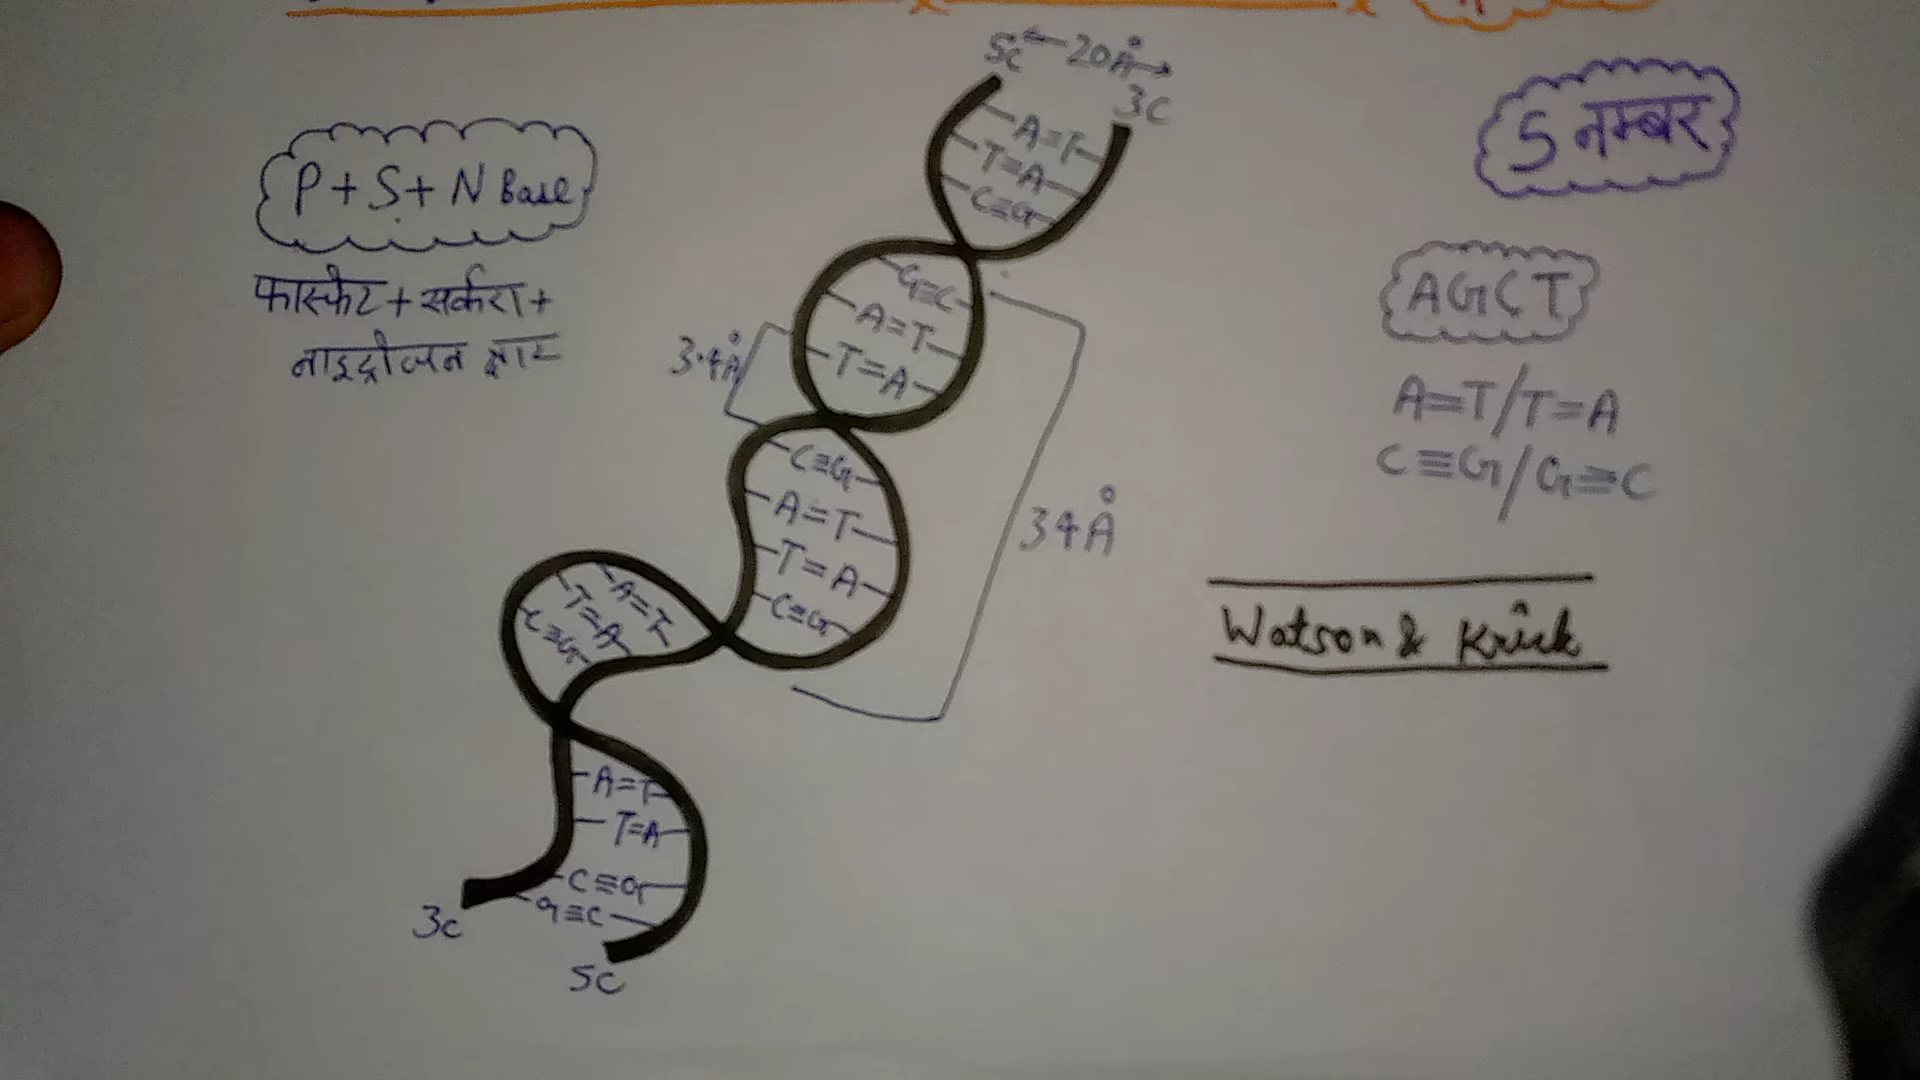 5c ←20Å→
3c
5 नम्बर
P + S + N Base
फास्फेट + सर्करा +
नाइट्रोजन क्षार
A=T
T=A
C≡G
AGCT
A=T/T=A
C≡G/G≡C
G≡C
A=T
T=A
3.4Å
C≡G
A=T
T=A
C≡G
34Å
Watson & Krick
A=T
T=A
C≡G
A=T
T=A
C≡G
G≡C
3c
5c